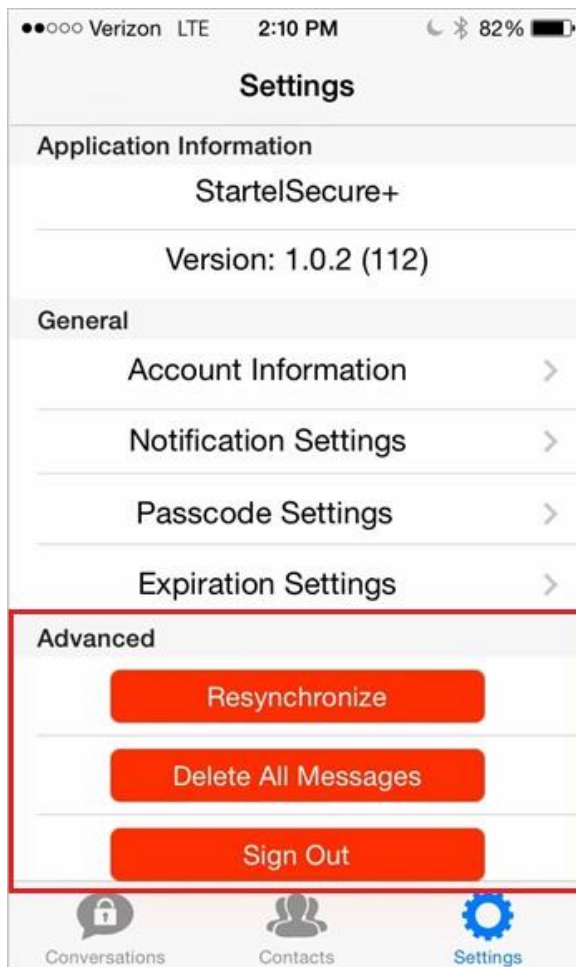 Verizon LTE 2:10 PM 82%
Settings
Application Information
StartelSecure+
Version: 1.0.2 (112)
General
Account Information
Notification Settings
Passcode Settings
Expiration Settings
Advanced
Resynchronize
Delete All Messages
Sign Out
Conversations Contacts Settings